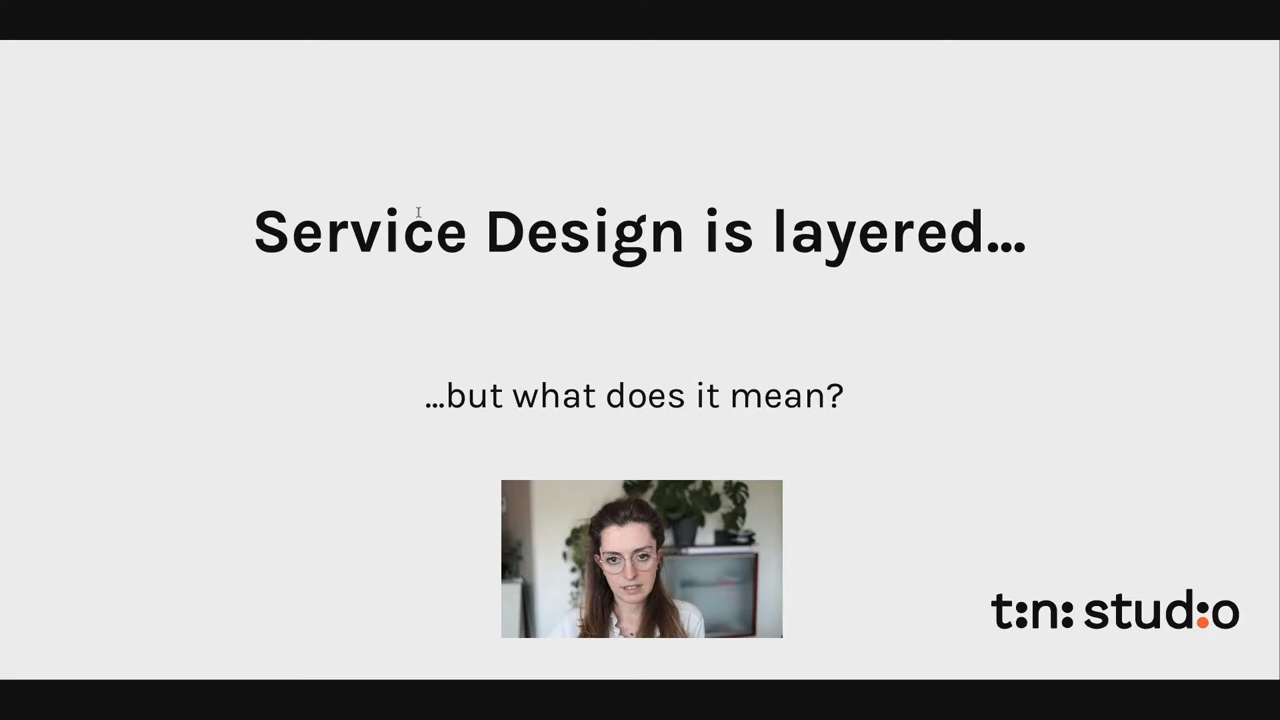 Service Design is layered...
...but what does it mean?
t:n: stud:o